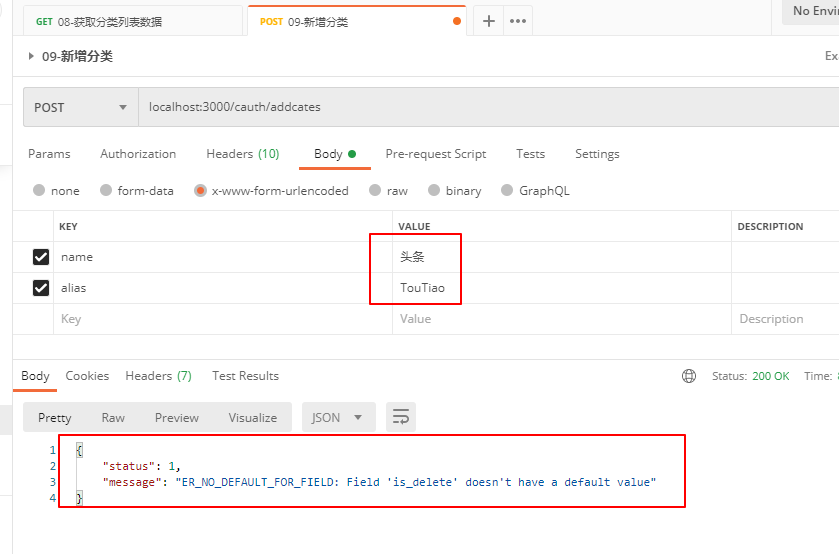 GET 08-获取分类列表数据 POST 09-新增分类 + ••• No Envi
09-新增分类 Ex
POST localhost:3000/cauth/addcates
Params Authorization Headers (10) Body Pre-request Script Tests Settings
none form-data x-www-form-urlencoded raw binary GraphQL
KEY VALUE DESCRIPTION
name 头条
alias TouTiao
Key Value Description
Body Cookies Headers (7) Test Results Status: 200 OK Time:
Pretty Raw Preview Visualize JSON
1 {
2 "status": 1,
3 "message": "ER_NO_DEFAULT_FOR_FIELD: Field 'is_delete' doesn't have a default value"
4 }